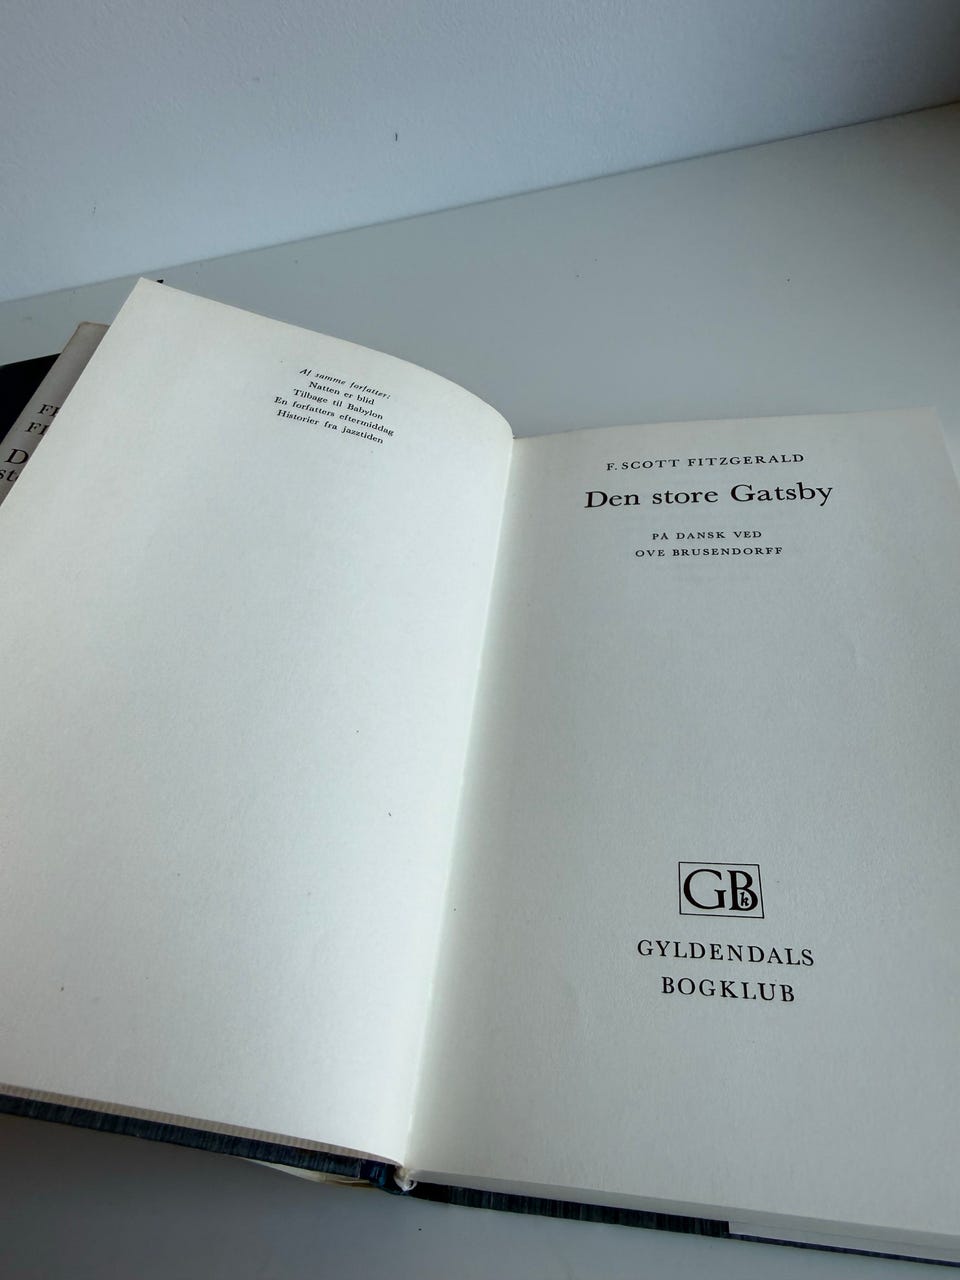 Af samme forfatter:
Natten er blid
Tilbage til Babylon
En forfatters eftermiddag
Historier fra jazztiden
F. SCOTT FITZGERALD
Den store Gatsby
PÅ DANSK VED
OVE BRUSENDORFF
GBk
GYLDENDALS
BOGKLUB